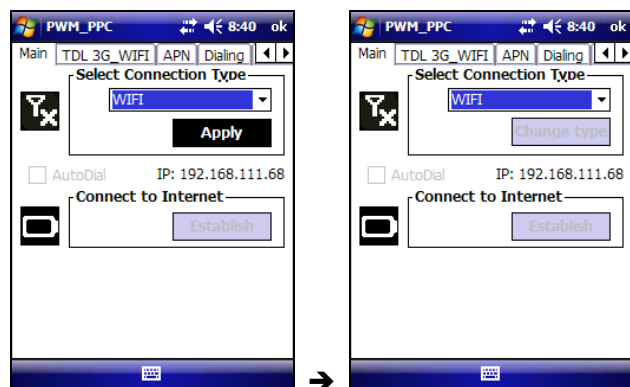 PWM_PPC 8:40 ok
Main TDL 3G_WIFI APN Dialing
Select Connection Type
WIFI
Apply
AutoDial IP: 192.168.111.68
Connect to Internet
Establish
➔
PWM_PPC 8:40 ok
Main TDL 3G_WIFI APN Dialing
Select Connection Type
WIFI
Change type
AutoDial IP: 192.168.111.68
Connect to Internet
Establish